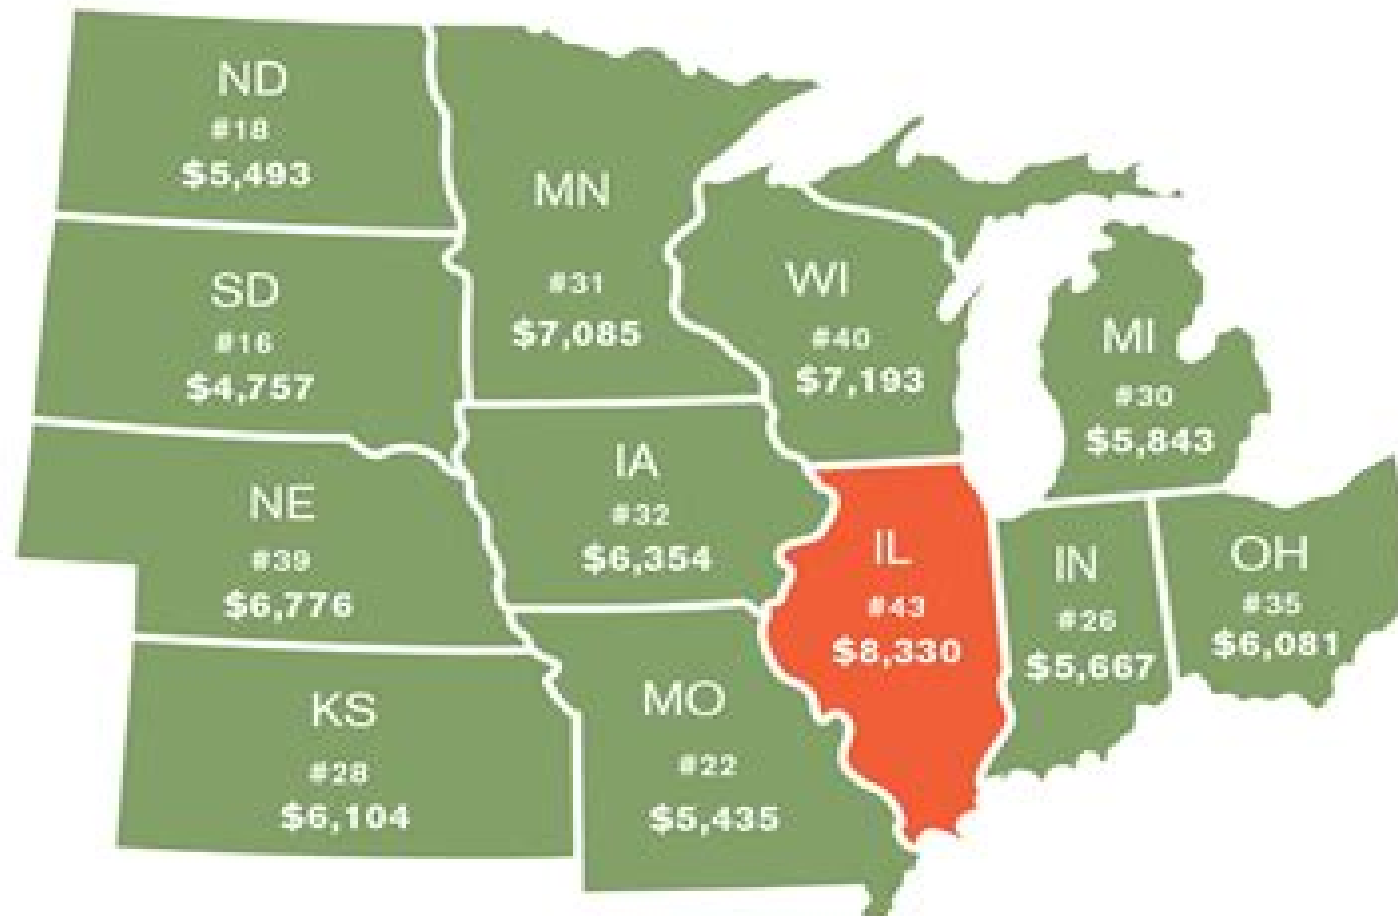 ND
#18
$5,493
MN
#31
$7,085
SD
#16
$4,757
WI
#40
$7,193
MI
#30
$5,843
IA
#32
$6,354
NE
#39
$6,776
IL
#43
$8,330
IN
#26
$5,667
OH
#35
$6,081
KS
#28
$6,104
MO
#22
$5,435